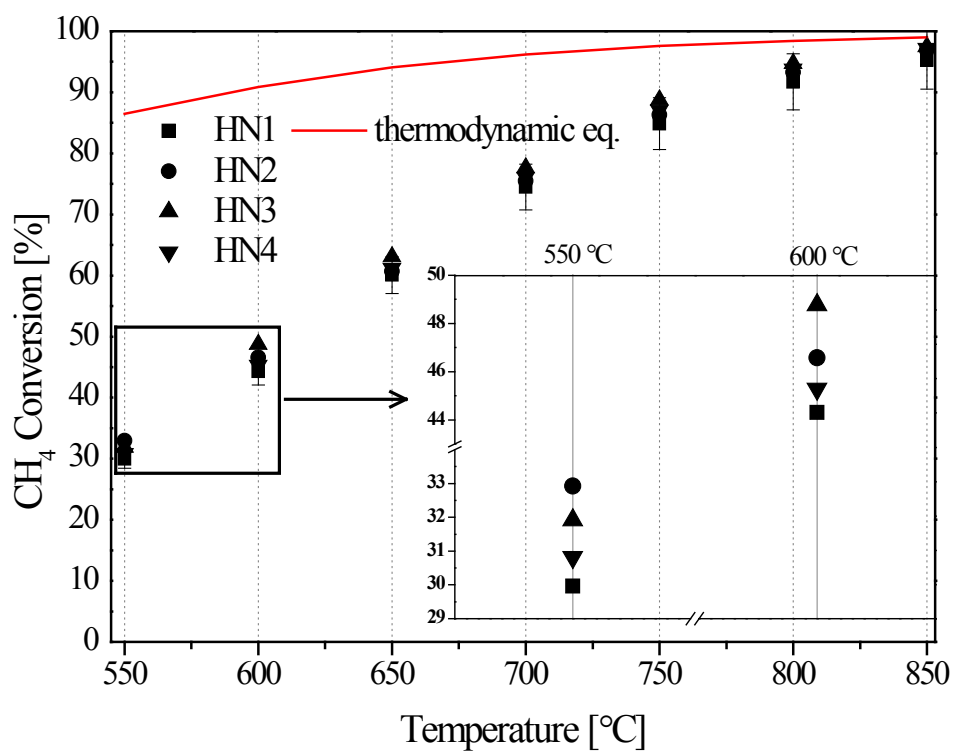 100
90
80
70
60
50
40
30
20
10
0
CH₄ Conversion [%]
HN1 thermodynamic eq.
HN2
HN3
HN4
550 °C 600 °C
50
48
46
44
33
32
31
30
29
550 600 650 700 750 800 850
Temperature [°C]